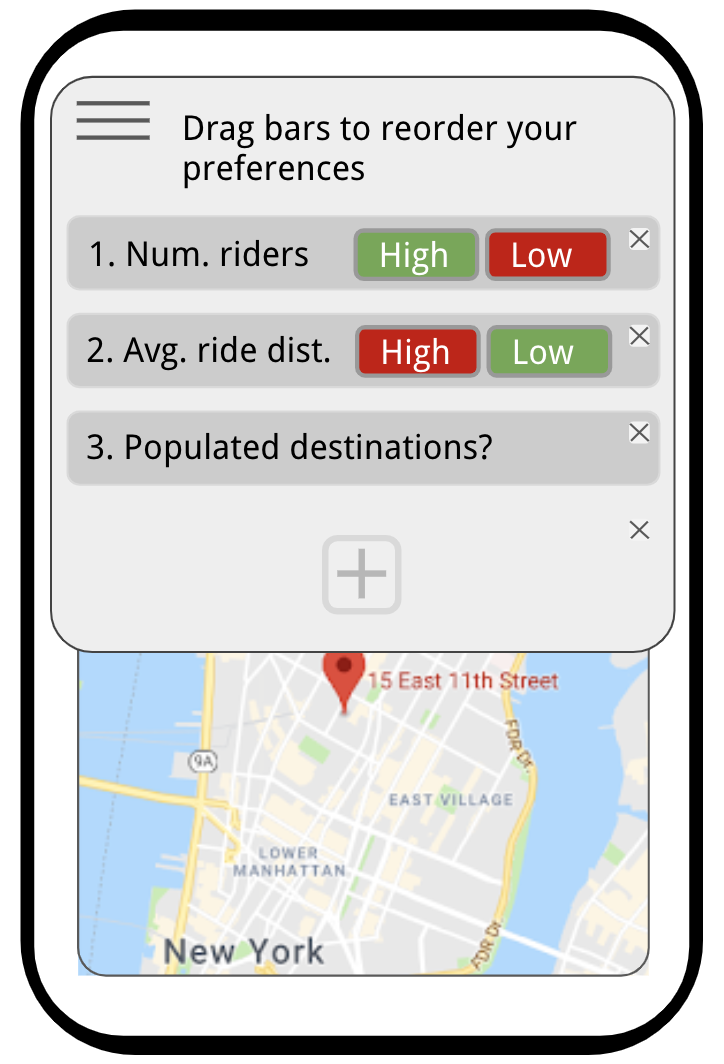 Drag bars to reorder your
preferences
1. Num. riders High Low
2. Avg. ride dist. High Low
3. Populated destinations?
15 East 11th Street
FDR Dr.
9A
EAST VILLAGE
LOWER
MANHATTAN
FDR Dr.
New York